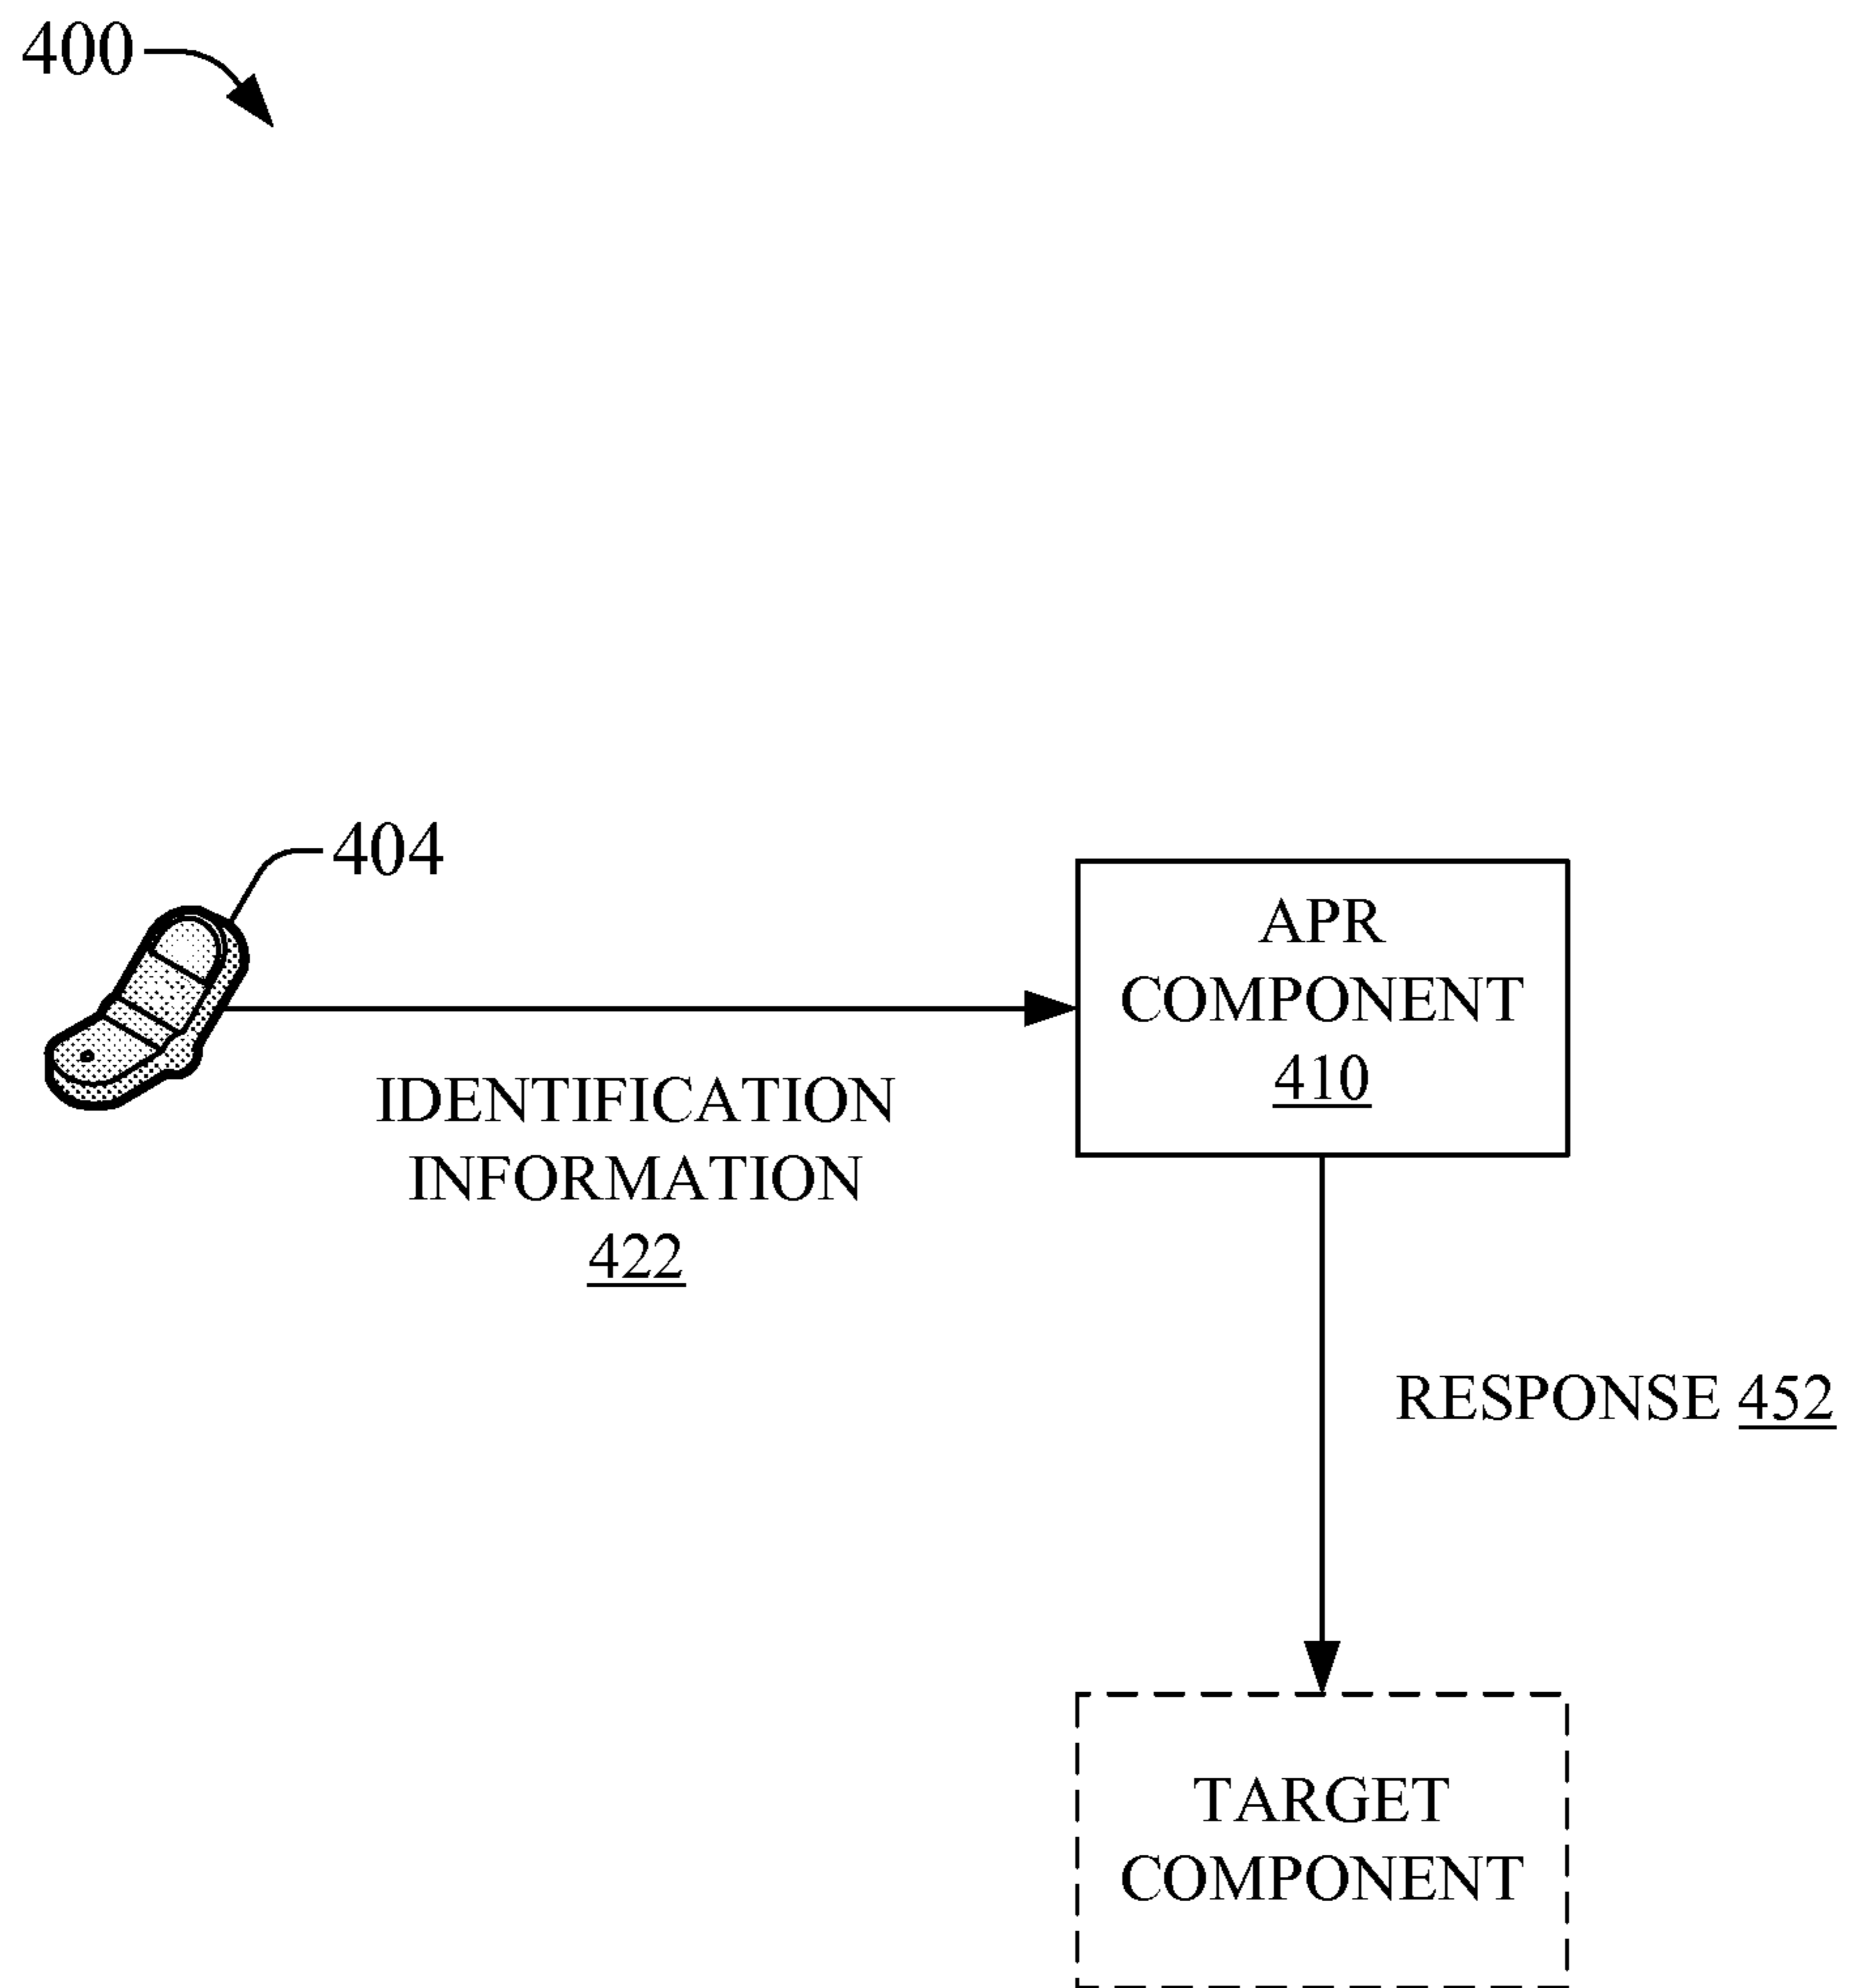 400
404
APR
COMPONENT
410
IDENTIFICATION
INFORMATION
422
RESPONSE 452
TARGET
COMPONENT